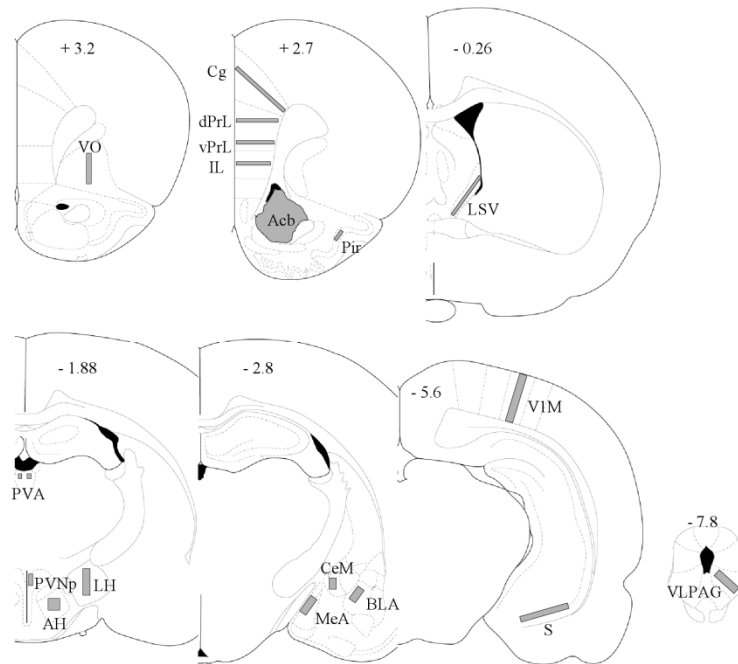 + 3.2
VO
+ 2.7
Cg
dPrL
vPrL
IL
Acb
Pir
- 0.26
LSV
- 1.88
PVA
PVNp
LH
AH
- 2.8
CeM
BLA
MeA
- 5.6
V1M
S
- 7.8
VLPAG